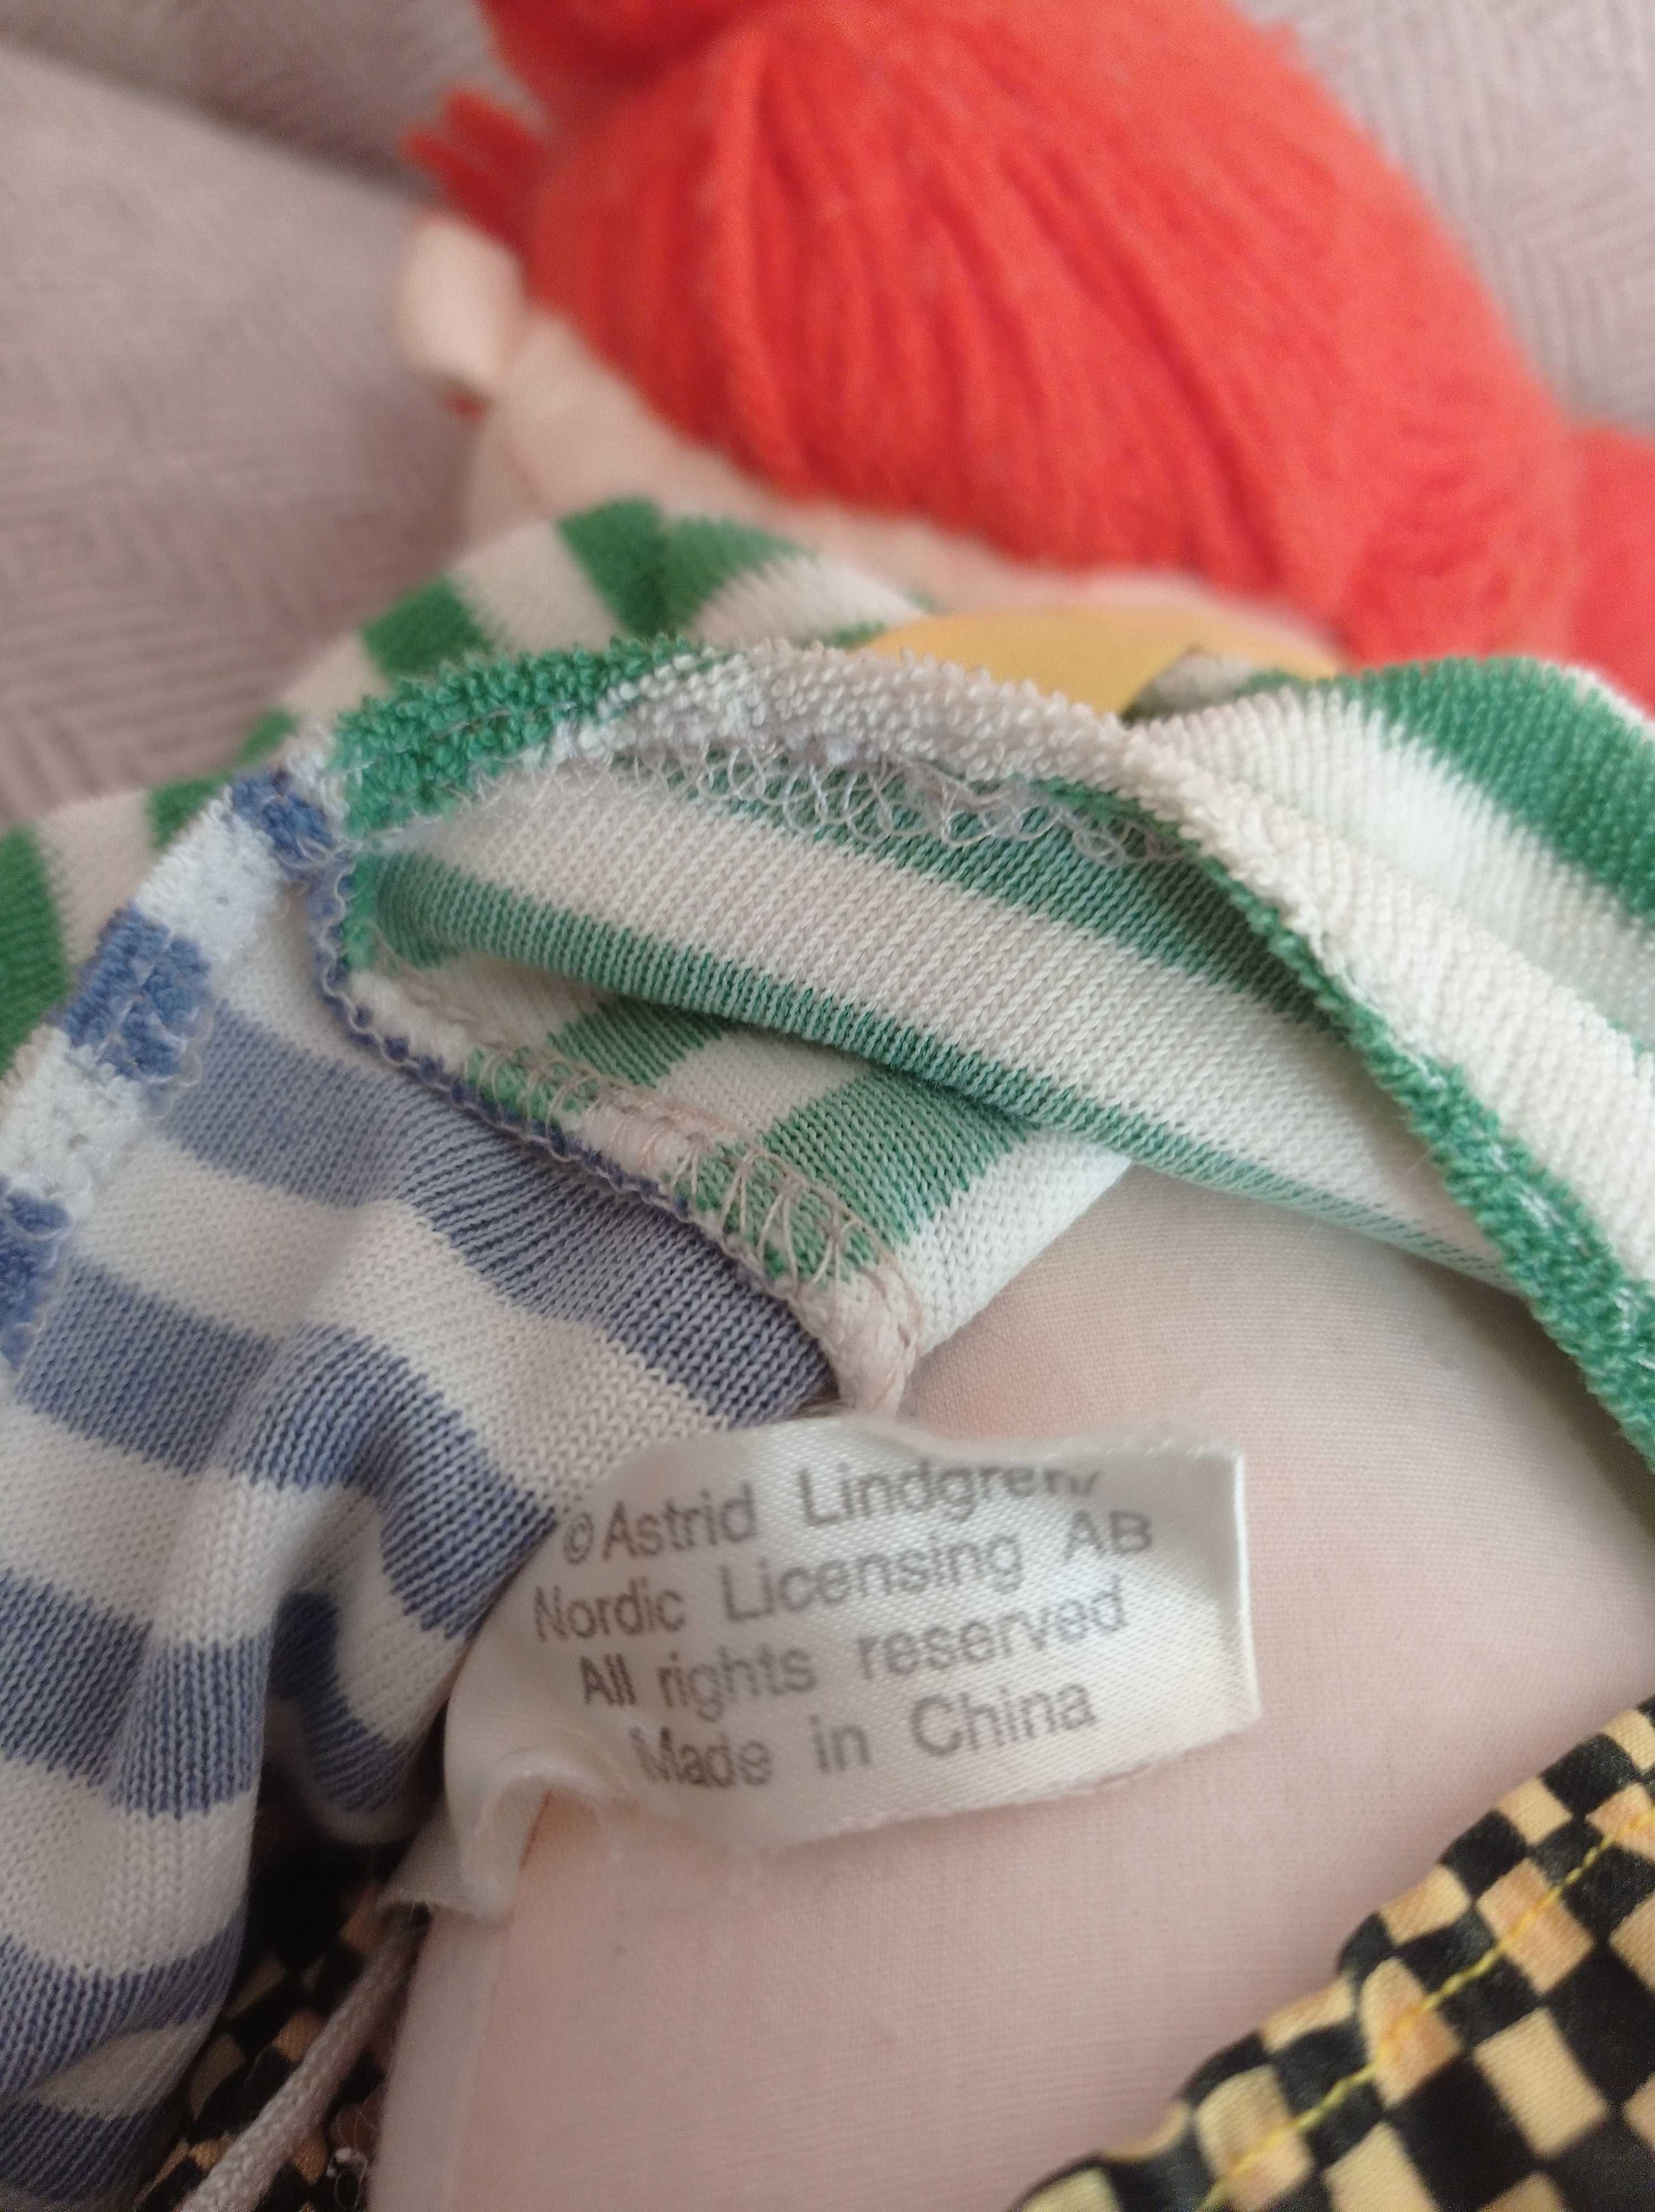 ©Astrid Lindgren/
Nordic Licensing AB
All rights reserved
Made in China